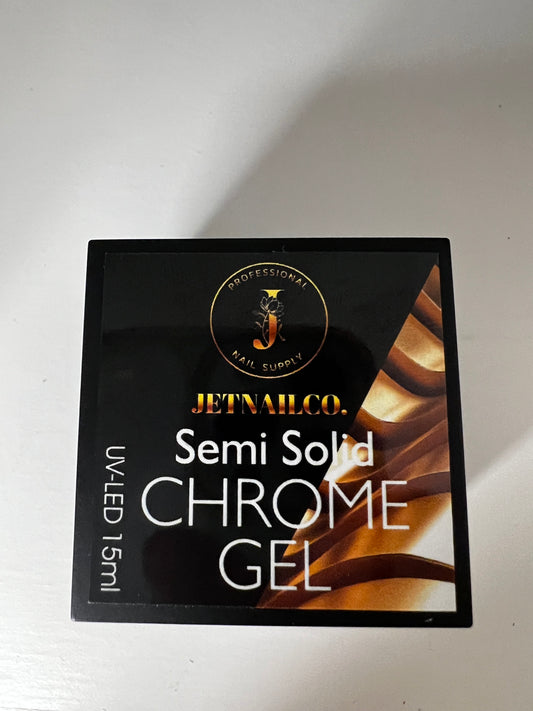 PROFESSIONAL
J
NAIL SUPPLY
JETNAILCO.
Semi Solid
CHROME
GEL
UV-LED 15ml